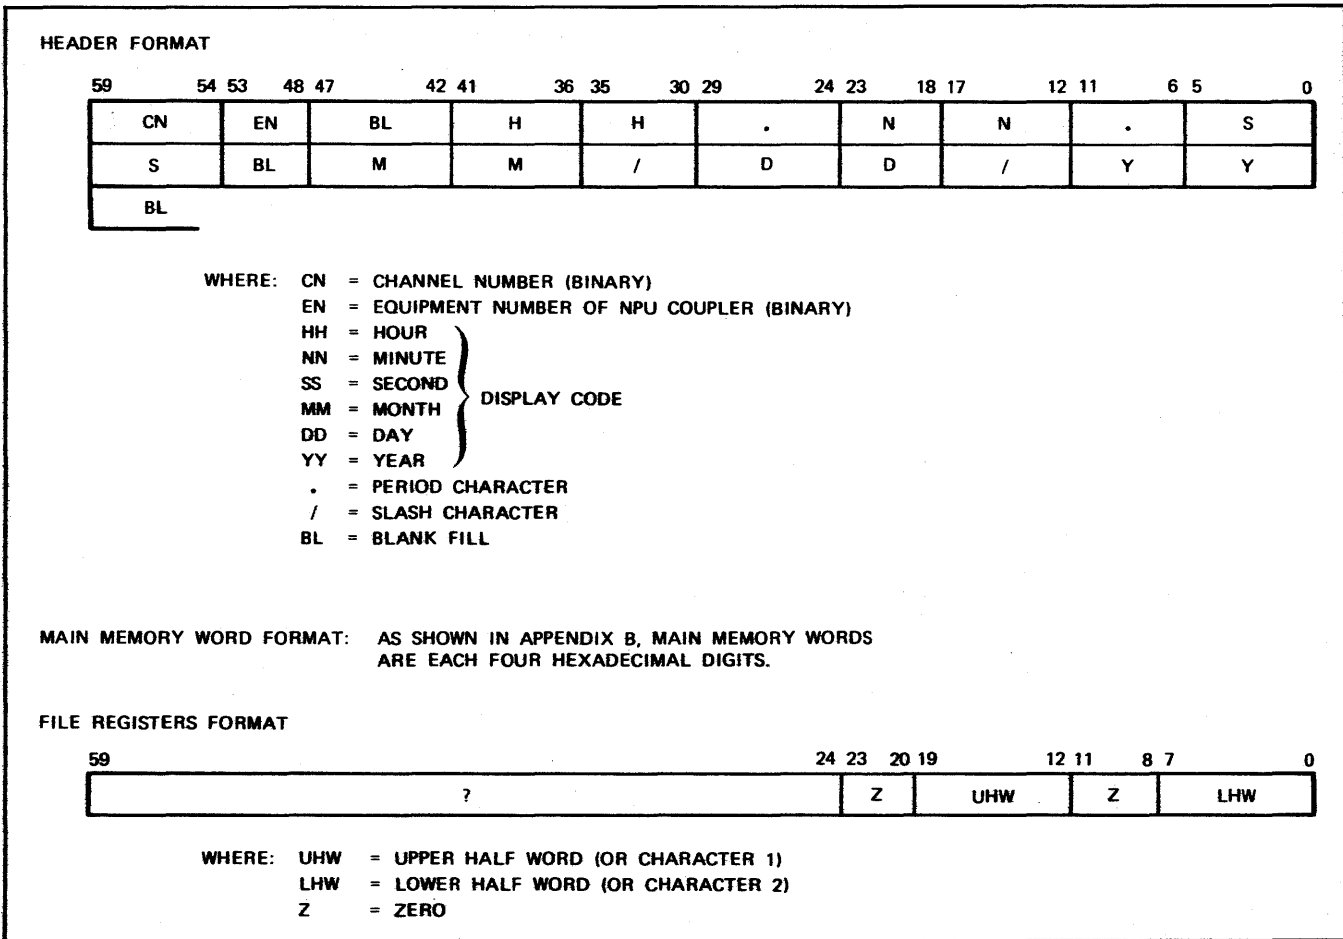 HEADER FORMAT
59 54 53 48 47 42 41 36 35 30 29 24 23 18 17 12 11 6 5 0
CN EN BL H H . N N . S
S BL M M / D D / Y Y
BL
WHERE: CN = CHANNEL NUMBER (BINARY)
EN = EQUIPMENT NUMBER OF NPU COUPLER (BINARY)
HH = HOUR
NN = MINUTE
SS = SECOND
DISPLAY CODE
MM = MONTH
DD = DAY
YY = YEAR
. = PERIOD CHARACTER
/ = SLASH CHARACTER
BL = BLANK FILL
MAIN MEMORY WORD FORMAT: AS SHOWN IN APPENDIX B, MAIN MEMORY WORDS
ARE EACH FOUR HEXADECIMAL DIGITS.
FILE REGISTERS FORMAT
59 24 23 20 19 12 11 8 7 0
? Z UHW Z LHW
WHERE: UHW = UPPER HALF WORD (OR CHARACTER 1)
LHW = LOWER HALF WORD (OR CHARACTER 2)
Z = ZERO